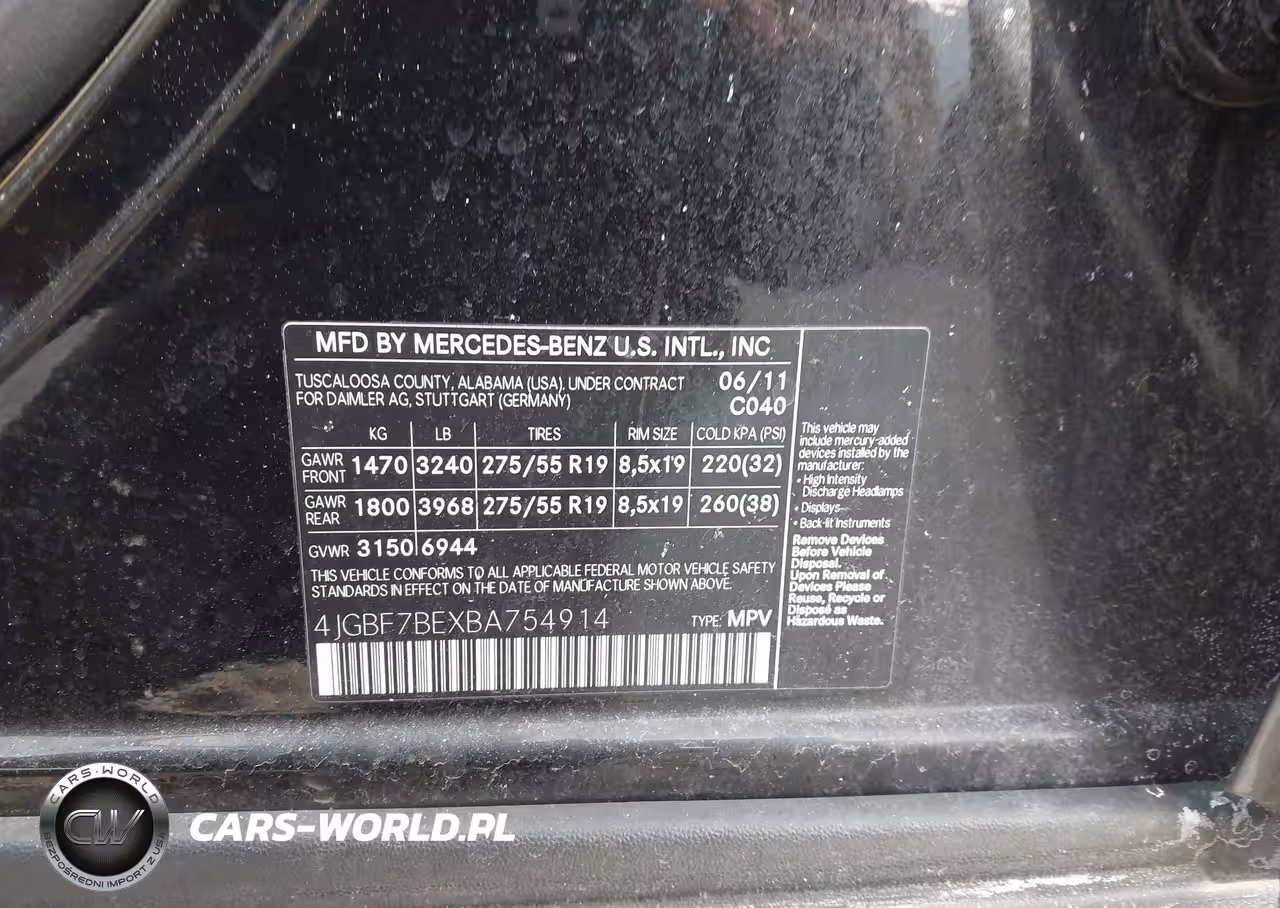 MFD BY MERCEDES-BENZ U.S. INTL., INC
TUSCALOOSA COUNTY, ALABAMA (USA), UNDER CONTRACT
FOR DAIMLER AG, STUTTGART (GERMANY)
06/11
C040
KG LB TIRES RIM SIZE COLD KPA (PSI)
GAWR FRONT 1470 3240 275/55 R19 8,5x19 220(32)
GAWR REAR 1800 3968 275/55 R19 8,5x19 260(38)
GVWR 3150 6944
THIS VEHICLE CONFORMS TO ALL APPLICABLE FEDERAL MOTOR VEHICLE SAFETY
STANDARDS IN EFFECT ON THE DATE OF MANUFACTURE SHOWN ABOVE.
4JGBF7BEXBA754914 TYPE: MPV
This vehicle may
include mercury-added
devices installed by the
manufacturer:
• High Intensity
Discharge Headlamps
• Displays
• Back-lit Instruments
Remove Devices
Before Vehicle
Disposal.
Upon Removal of
Devices Please
Reuse, Recycle or
Dispose as
Hazardous Waste.
CARS-WORLD
CW
BEZPOŚREDNI IMPORT Z USA
CARS-WORLD.PL